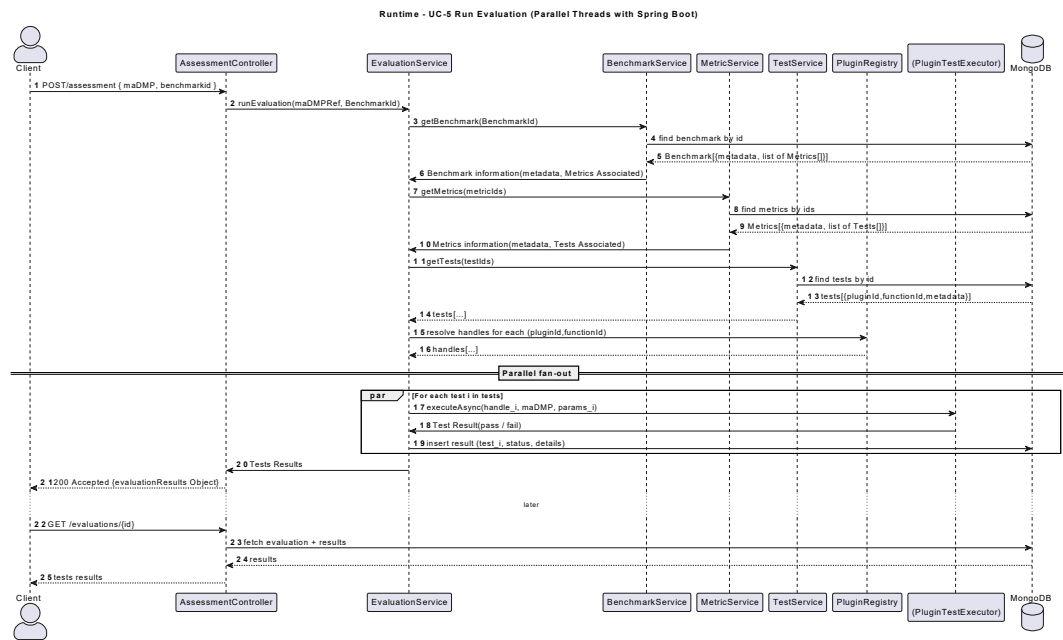 Runtime - UC-5 Run Evaluation (Parallel Threads with Spring Boot)
Client
AssessmentController
EvaluationService
BenchmarkService
MetricService
TestService
PluginRegistry
(PluginTestExecutor)
MongoDB
1 POST/assessment { maDMP, benchmarkid }
2 runEvaluation(maDMPRef, BenchmarkId)
3 getBenchmark(BenchmarkId)
4 find benchmark by id
5 Benchmark[{metadata, list of Metrics[]}]
6 Benchmark information(metadata, Metrics Associated)
7 getMetrics(metricIds)
8 find metrics by ids
9 Metrics[{metadata, list of Tests[]}]
10 Metrics information(metadata, Tests Associated)
11 getTests(testIds)
12 find tests by id
13 tests[{pluginId,functionId,metadata}]
14 tests[...]
15 resolve handles for each (pluginId,functionId)
16 handles[...]
Parallel fan-out
par [For each test i in tests]
17 executeAsync(handle_i, maDMP, params_i)
18 Test Result(pass / fail)
19 insert result (test_i, status, details)
20 Tests Results
21 200 Accepted {evaluationResults Object}
later
22 GET /evaluations/{id}
23 fetch evaluation + results
24 results
25 tests results
Client
AssessmentController
EvaluationService
BenchmarkService
MetricService
TestService
PluginRegistry
(PluginTestExecutor)
MongoDB